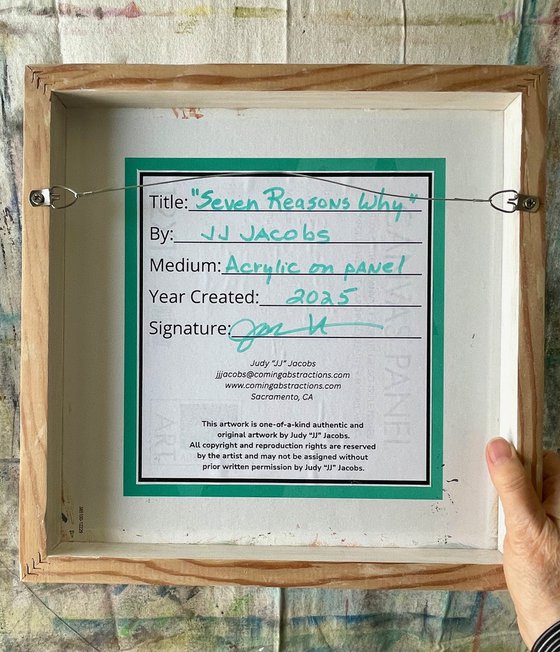 Title: "Seven Reasons Why"
By: JJ JACOBS
Medium: Acrylic on panel
Year Created: 2025
Signature:
Judy "JJ" Jacobs
jjjacobs@comingabstractions.com
www.comingabstractions.com
Sacramento, CA
This artwork is one-of-a-kind authentic and
original artwork by Judy "JJ" Jacobs.
All copyright and reproduction rights are reserved
by the artist and may not be assigned without
prior written permission by Judy "JJ" Jacobs.
CANVAS PANEL
ART